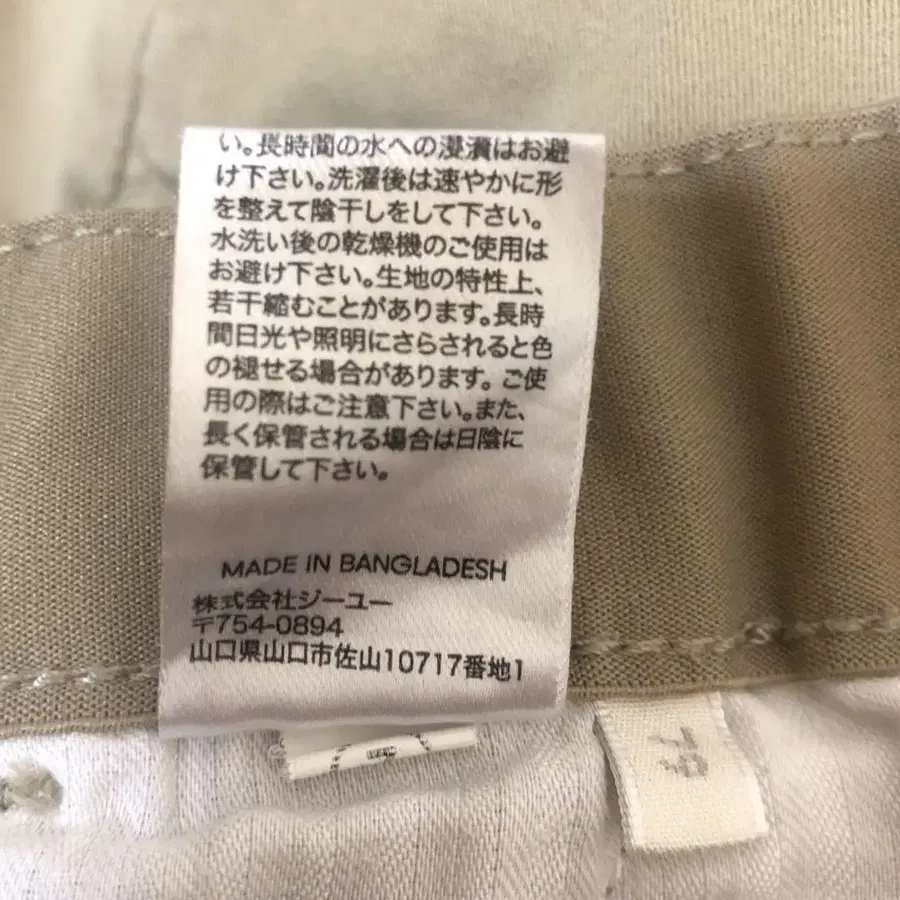 い。長時間の水への浸漬はお避
け下さい。洗濯後は速やかに形
を整えて陰干しをして下さい。
水洗い後の乾燥機のご使用は
お避け下さい。生地の特性上、
若干縮むことがあります。長時
間日光や照明にさらされると色
の褪せる場合があります。ご使
用の際はご注意下さい。また、
長く保管される場合は日陰に
保管して下さい。
MADE IN BANGLADESH
株式会社ジーユー
〒754-0894
山口県山口市佐山10717番地1
79